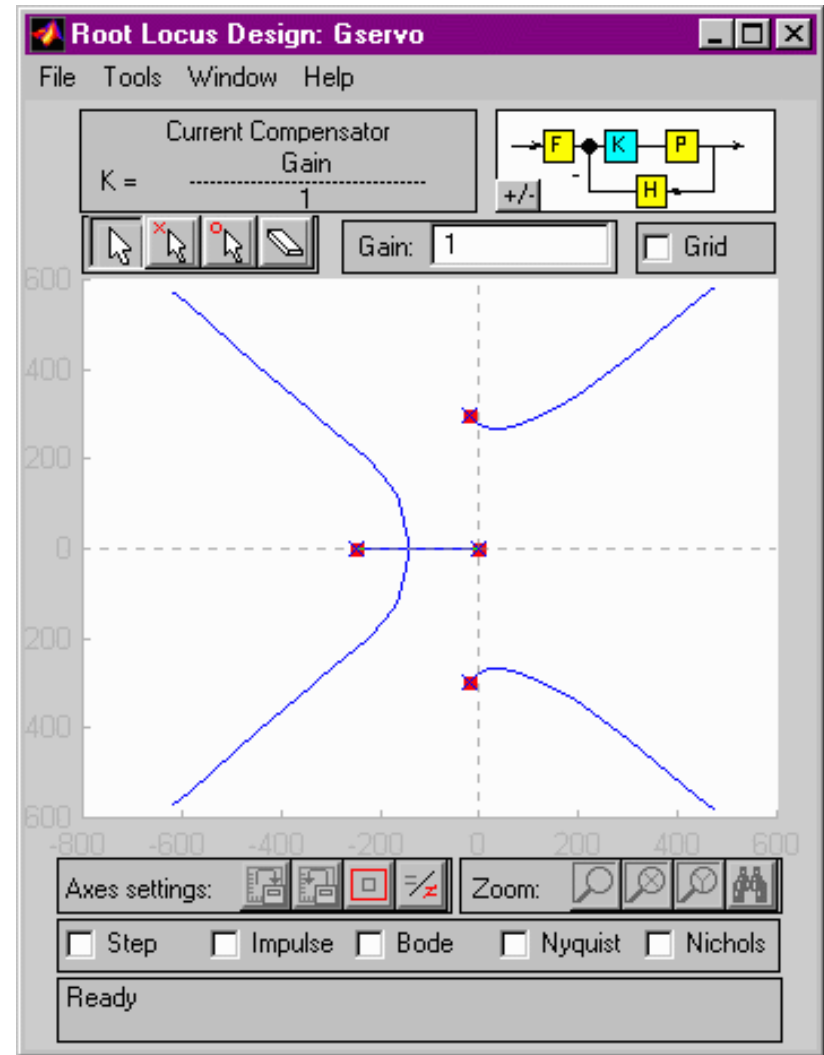 Root Locus Design: Gservo
File Tools Window Help
Current Compensator
Gain
K = ------------------------------
1
F K P
- H
+/-
Gain: 1 Grid
600
400
200
0
200
400
600
-800 -600 -400 -200 0 200 400 600
Axes settings: Zoom:
Step Impulse Bode Nyquist Nichols
Ready